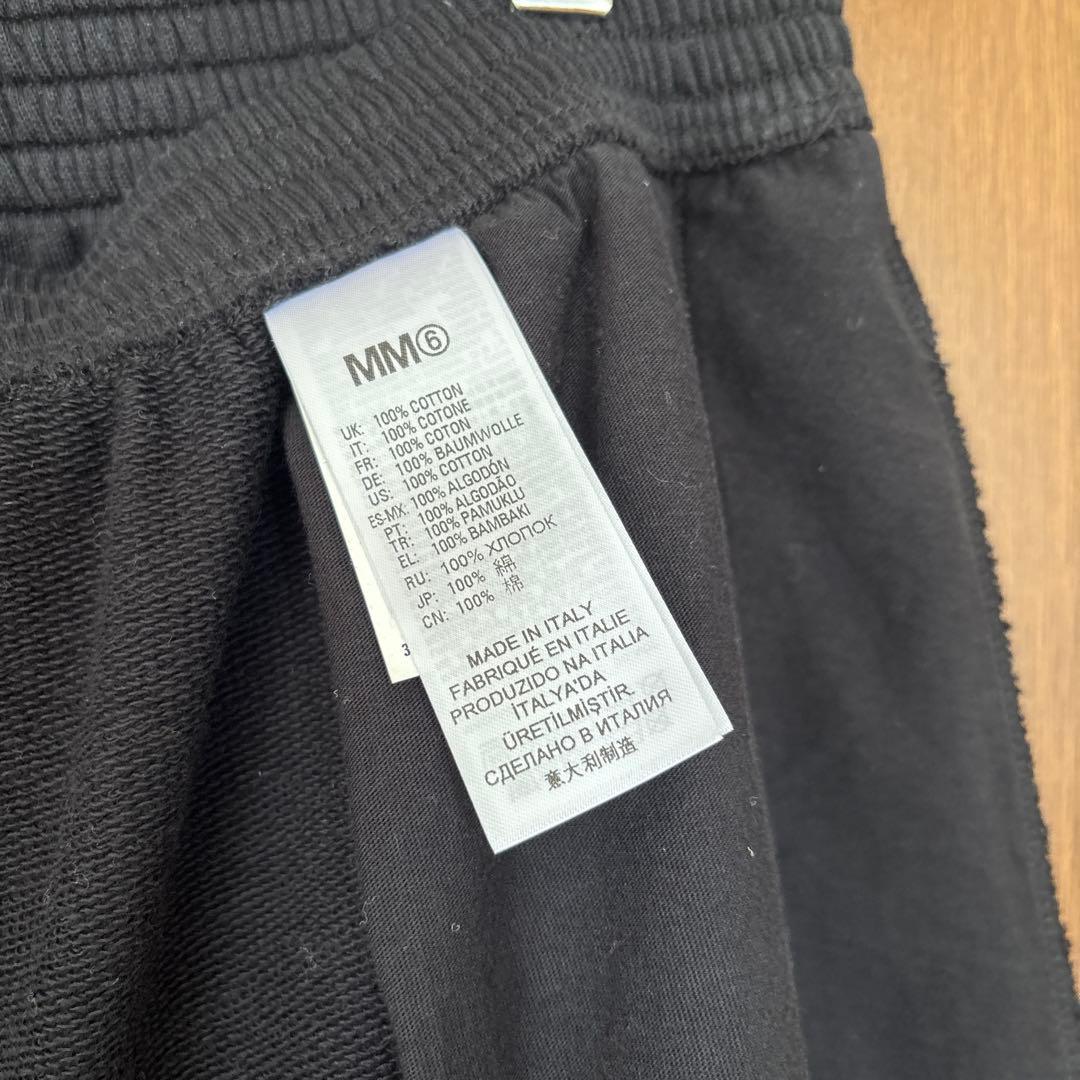 MM⑥
UK: 100% COTTON
IT: 100% COTONE
FR: 100% COTON
DE: 100% BAUMWOLLE
US: 100% COTTON
ES-MX: 100% ALGODÓN
PT: 100% ALGODÃO
TR: 100% PAMUKLU
EL: 100% BAMBAKI
RU: 100% ХЛОПОК
JP: 100% 綿
CN: 100% 棉
MADE IN ITALY
FABRIQUÉ EN ITALIE
PRODUZIDO NA ITALIA
İTALYA'DA
ÜRETİLMİŞTİR.
СДЕЛАНО В ИТАЛИЯ
意大利制造
3